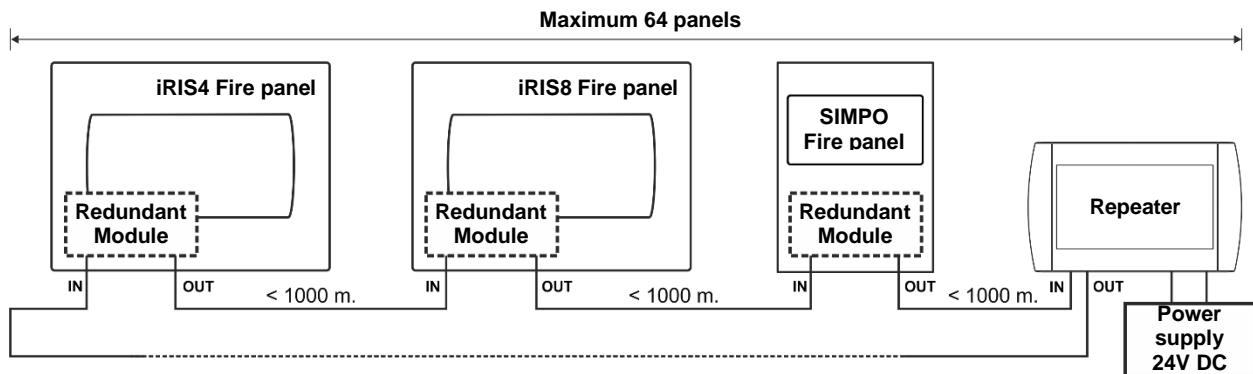 Maximum 64 panels
iRIS4 Fire panel
Redundant
Module
IN
OUT
< 1000 m.
iRIS8 Fire panel
Redundant
Module
IN
OUT
< 1000 m.
SIMPO
Fire panel
Redundant
Module
IN
OUT
< 1000 m.
Repeater
IN
OUT
Power
supply
24V DC